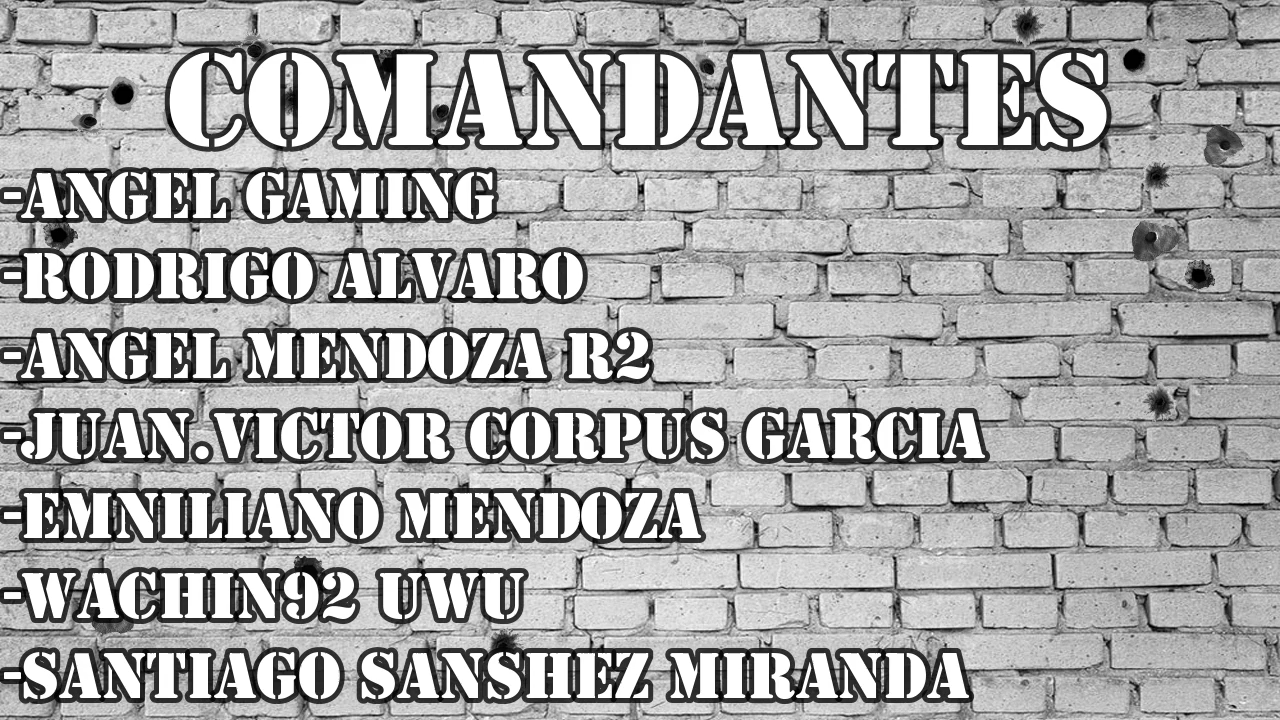 COMANDANTES
-ANGEL GAMING
-RODRIGO ALVARO
-ANGEL MENDOZA R2
-JUAN.VICTOR CORPUS GARCIA
-EMNILIANO MENDOZA
-WACHIN92 UWU
-SANTIAGO SANSHEZ MIRANDA